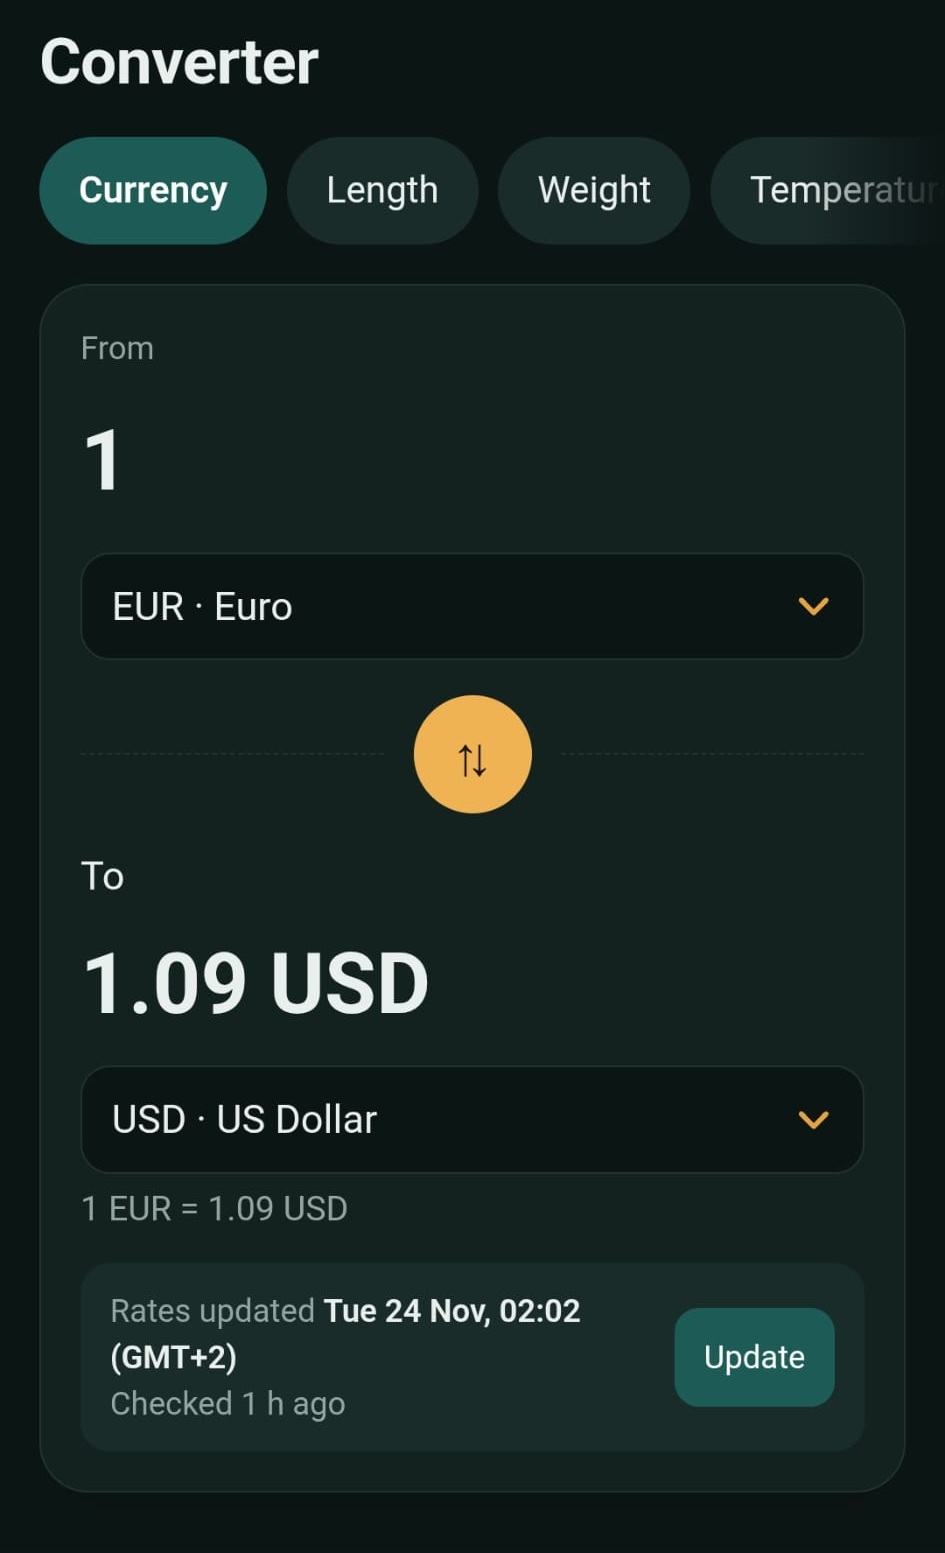 Converter
Currency Length Weight Temperatur
From
1
EUR · Euro
↑↓
To
1.09 USD
USD · US Dollar
1 EUR = 1.09 USD
Rates updated Tue 24 Nov, 02:02
(GMT+2)
Checked 1 h ago
Update